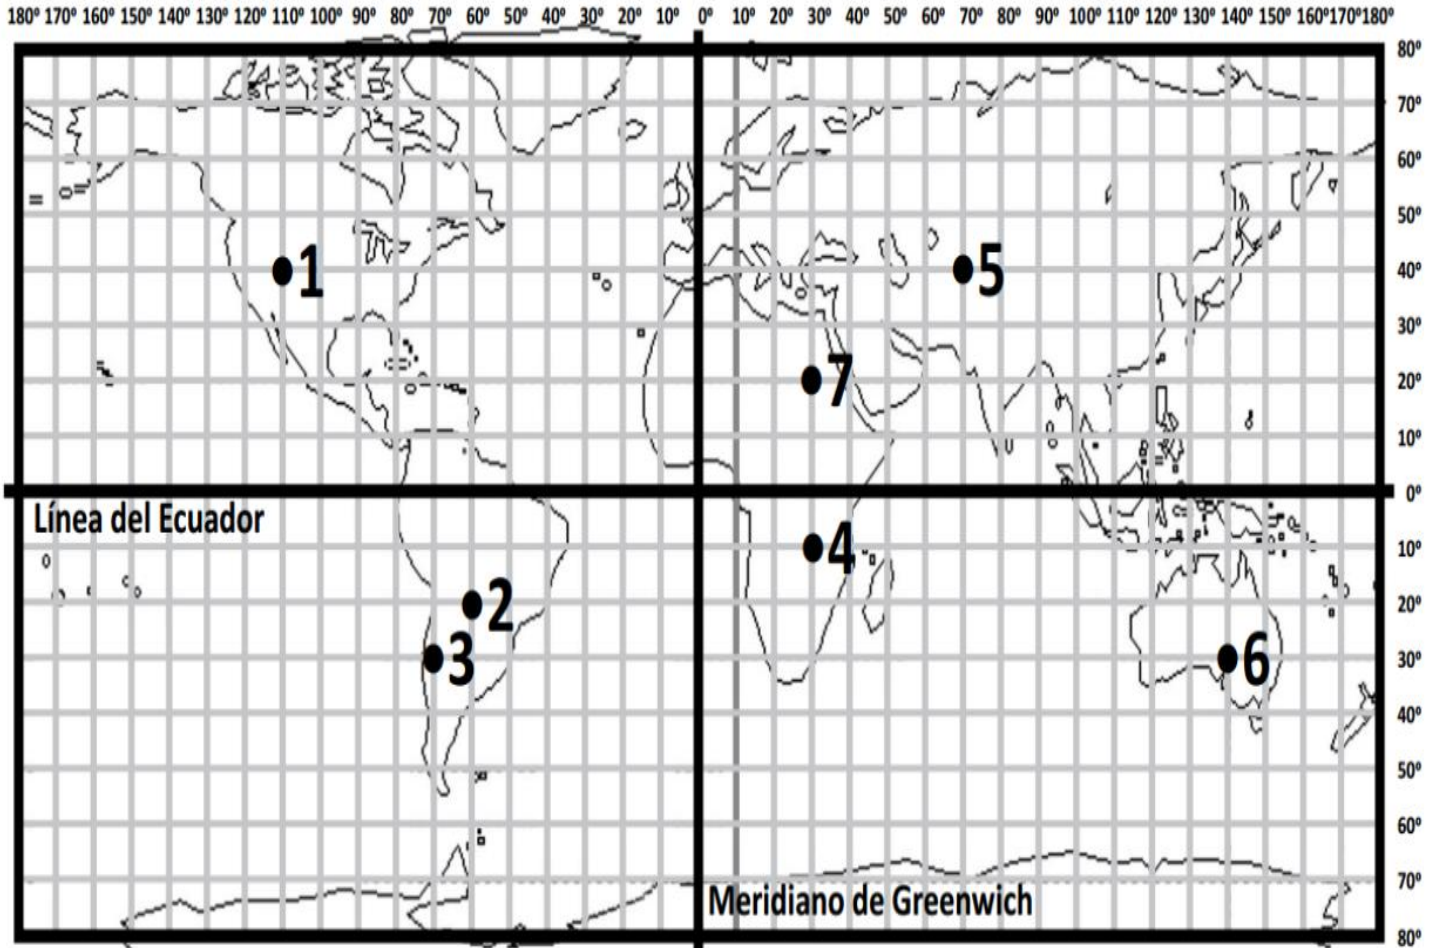 180º 170º 160º 150º 140º 130º 120º 110º 100º 90º 80º 70º 60º 50º 40º 30º 20º 10º 0º 10º 20º 30º 40º 50º 60º 70º 80º 90º 100º 110º 120º 130º 140º 150º 160º 170º 180º
80º
70º
60º
50º
1 5 40º
30º
7 20º
10º
0º
Línea del Ecuador
4 10º
2 20º
3 6 30º
40º
50º
60º
70º
Meridiano de Greenwich
80º